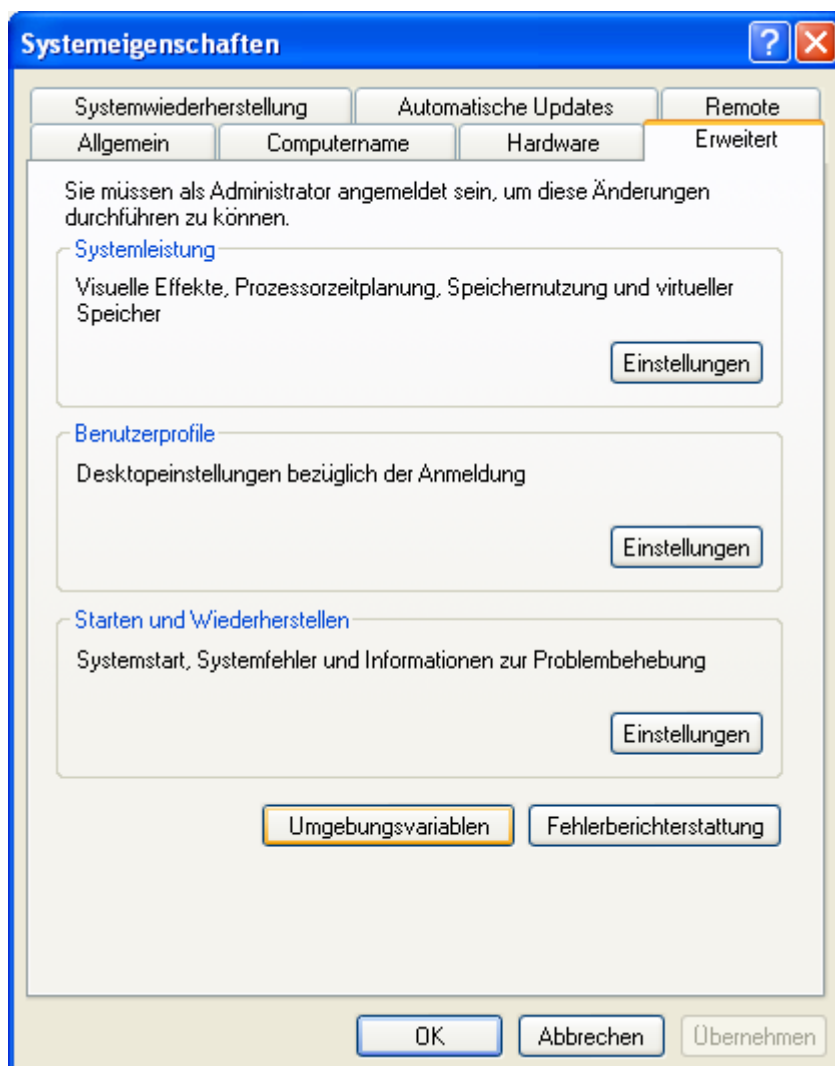 Systemeigenschaften
Systemwiederherstellung
Automatische Updates
Remote
Allgemein
Computername
Hardware
Erweitert
Sie müssen als Administrator angemeldet sein, um diese Änderungen
durchführen zu können.
Systemleistung
Visuelle Effekte, Prozessorzeitplanung, Speichernutzung und virtueller
Speicher
Einstellungen
Benutzerprofile
Desktopeinstellungen bezüglich der Anmeldung
Einstellungen
Starten und Wiederherstellen
Systemstart, Systemfehler und Informationen zur Problembehebung
Einstellungen
Umgebungsvariablen
Fehlerberichterstattung
OK
Abbrechen
Übernehmen